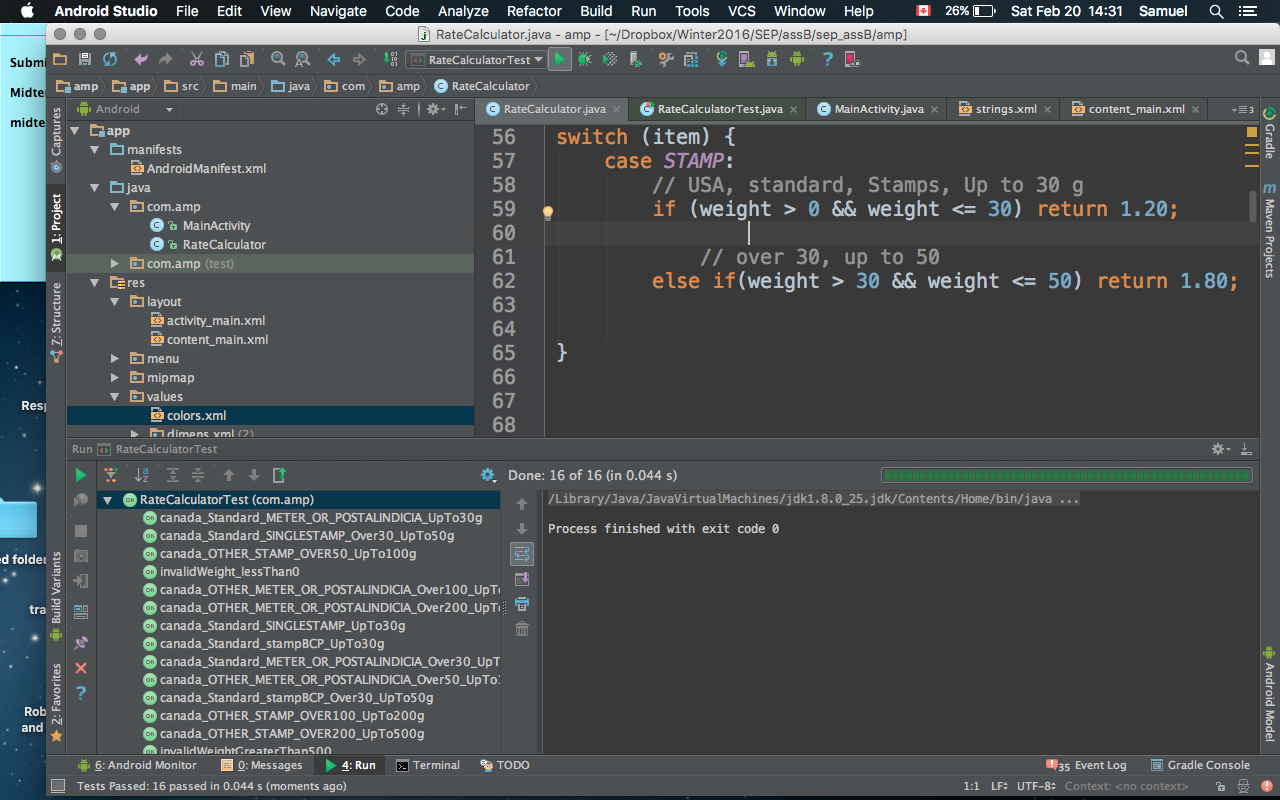 Android Studio File Edit View Navigate Code Analyze Refactor Build Run Tools VCS Window Help 26% Sat Feb 20 14:31 Samuel
RateCalculator.java - amp - [~/Dropbox/Winter2016/SEP/assB/sep_assB/amp]
Submi
Midte
midte
RateCalculatorTest
amp app src main java com amp RateCalculator
Android
RateCalculator.java RateCalculatorTest.java MainActivity.java strings.xml content_main.xml 3
Captures
1: Project
Z: Structure
Build Variants
2: Favorites
app
manifests
AndroidManifest.xml
java
com.amp
MainActivity
RateCalculator
com.amp (test)
res
layout
activity_main.xml
content_main.xml
menu
mipmap
values
colors.xml
dimens.xml (2)
56 switch (item) {
57 case STAMP:
58 // USA, standard, Stamps, Up to 30 g
59 if (weight > 0 && weight <= 30) return 1.20;
60
61 // over 30, up to 50
62 else if(weight > 30 && weight <= 50) return 1.80;
63
64
65 }
66
67
68
Gradle
Maven Projects
Android Model
Resp
ed folder
tra
Rob
and
Run RateCalculatorTest
Done: 16 of 16 (in 0.044 s)
RateCalculatorTest (com.amp)
canada_Standard_METER_OR_POSTALINDICIA_UpTo30g
canada_Standard_SINGLESTAMP_Over30_UpTo50g
canada_OTHER_STAMP_OVER50_UpTo100g
invalidWeight_lessThan0
canada_OTHER_METER_OR_POSTALINDICIA_Over100_UpT
canada_OTHER_METER_OR_POSTALINDICIA_Over200_UpT
canada_Standard_SINGLESTAMP_UpTo30g
canada_Standard_stampBCP_UpTo30g
canada_Standard_METER_OR_POSTALINDICIA_Over30_UpT
canada_OTHER_METER_OR_POSTALINDICIA_Over50_UpTo
canada_Standard_stampBCP_Over30_UpTo50g
canada_OTHER_STAMP_OVER100_UpTo200g
canada_OTHER_STAMP_OVER200_UpTo500g
invalidWeightGreaterThan500
/Library/Java/JavaVirtualMachines/jdk1.8.0_25.jdk/Contents/Home/bin/java ...
Process finished with exit code 0
6: Android Monitor 0: Messages 4: Run Terminal TODO 35 Event Log Gradle Console
Tests Passed: 16 passed in 0.044 s (moments ago) 1:1 LF UTF-8 Context: <no context>